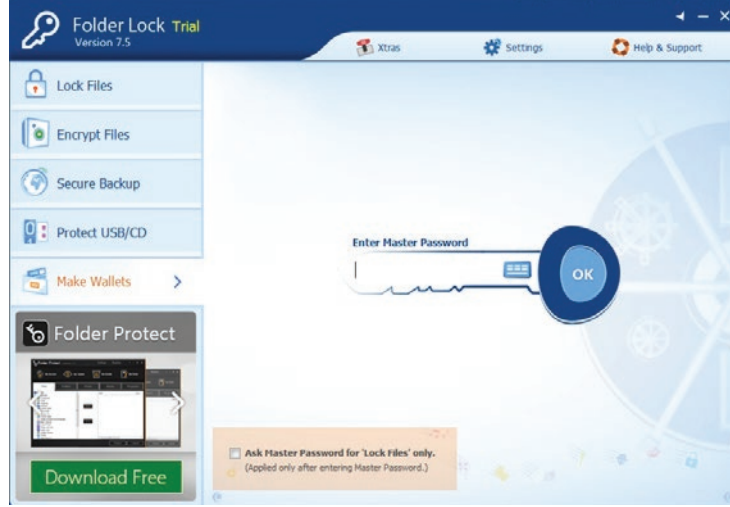 Folder Lock Trial
Version 7.5
Xtras
Settings
Help & Support
Lock Files
Encrypt Files
Secure Backup
Protect USB/CD
Make Wallets
Enter Master Password
OK
Folder Protect
Download Free
Ask Master Password for 'Lock Files' only.
(Applied only after entering Master Password.)